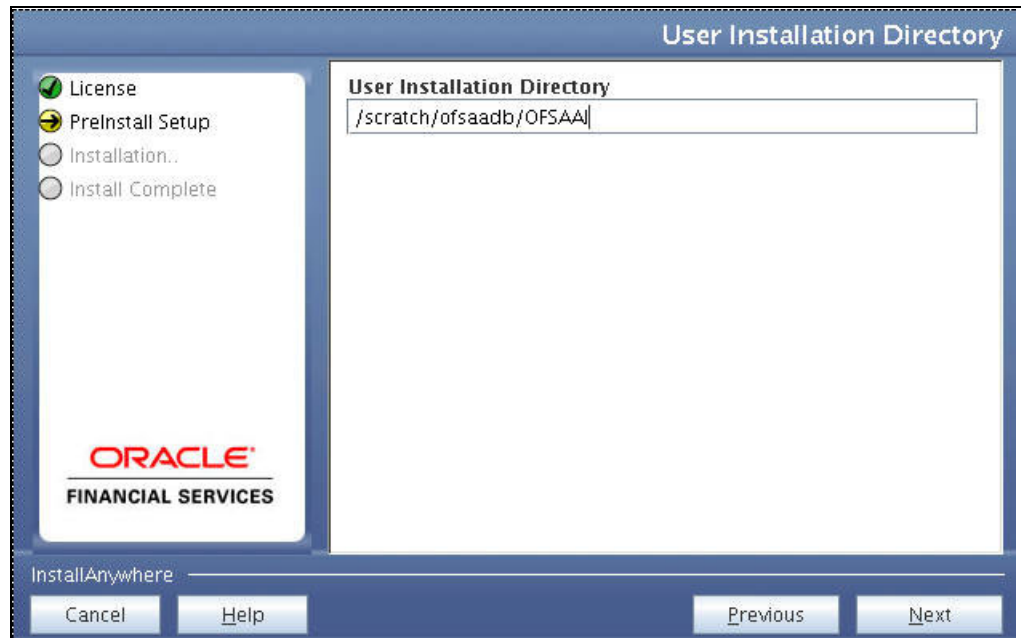 User Installation Directory
License
PreInstall Setup
Installation..
Install Complete
ORACLE
FINANCIAL SERVICES
User Installation Directory
/scratch/ofsaadb/OFSAAI
InstallAnywhere
Cancel
Help
Previous
Next